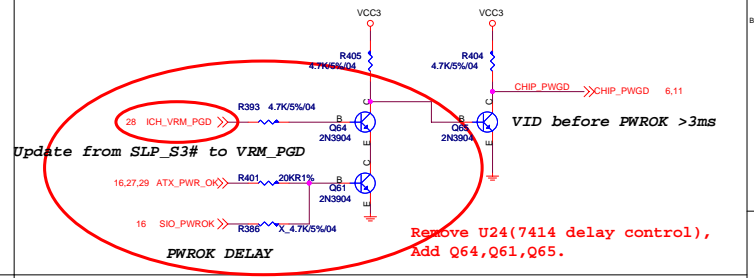 VCC3 VCC3
R405 R404
4.7K/5%/04 4.7K/5%/04
B
CHIP_PWGD CHIP_PWGD 6,11
R393 4.7K/5%/04 C C
28 ICH_VRM_PGD B B VID before PWROK >3ms
Q64 Q65
2N3904 2N3904
E E
Update from SLP_S3# to VRM_PGD
C
16,27,29 ATX_PWR_OK R401 20KR1% B
Q61
2N3904
E
16 SIO_PWROK
R386 X_4.7K/5%/04
Remove U24(7414 delay control),
PWROK DELAY Add Q64,Q61,Q65.